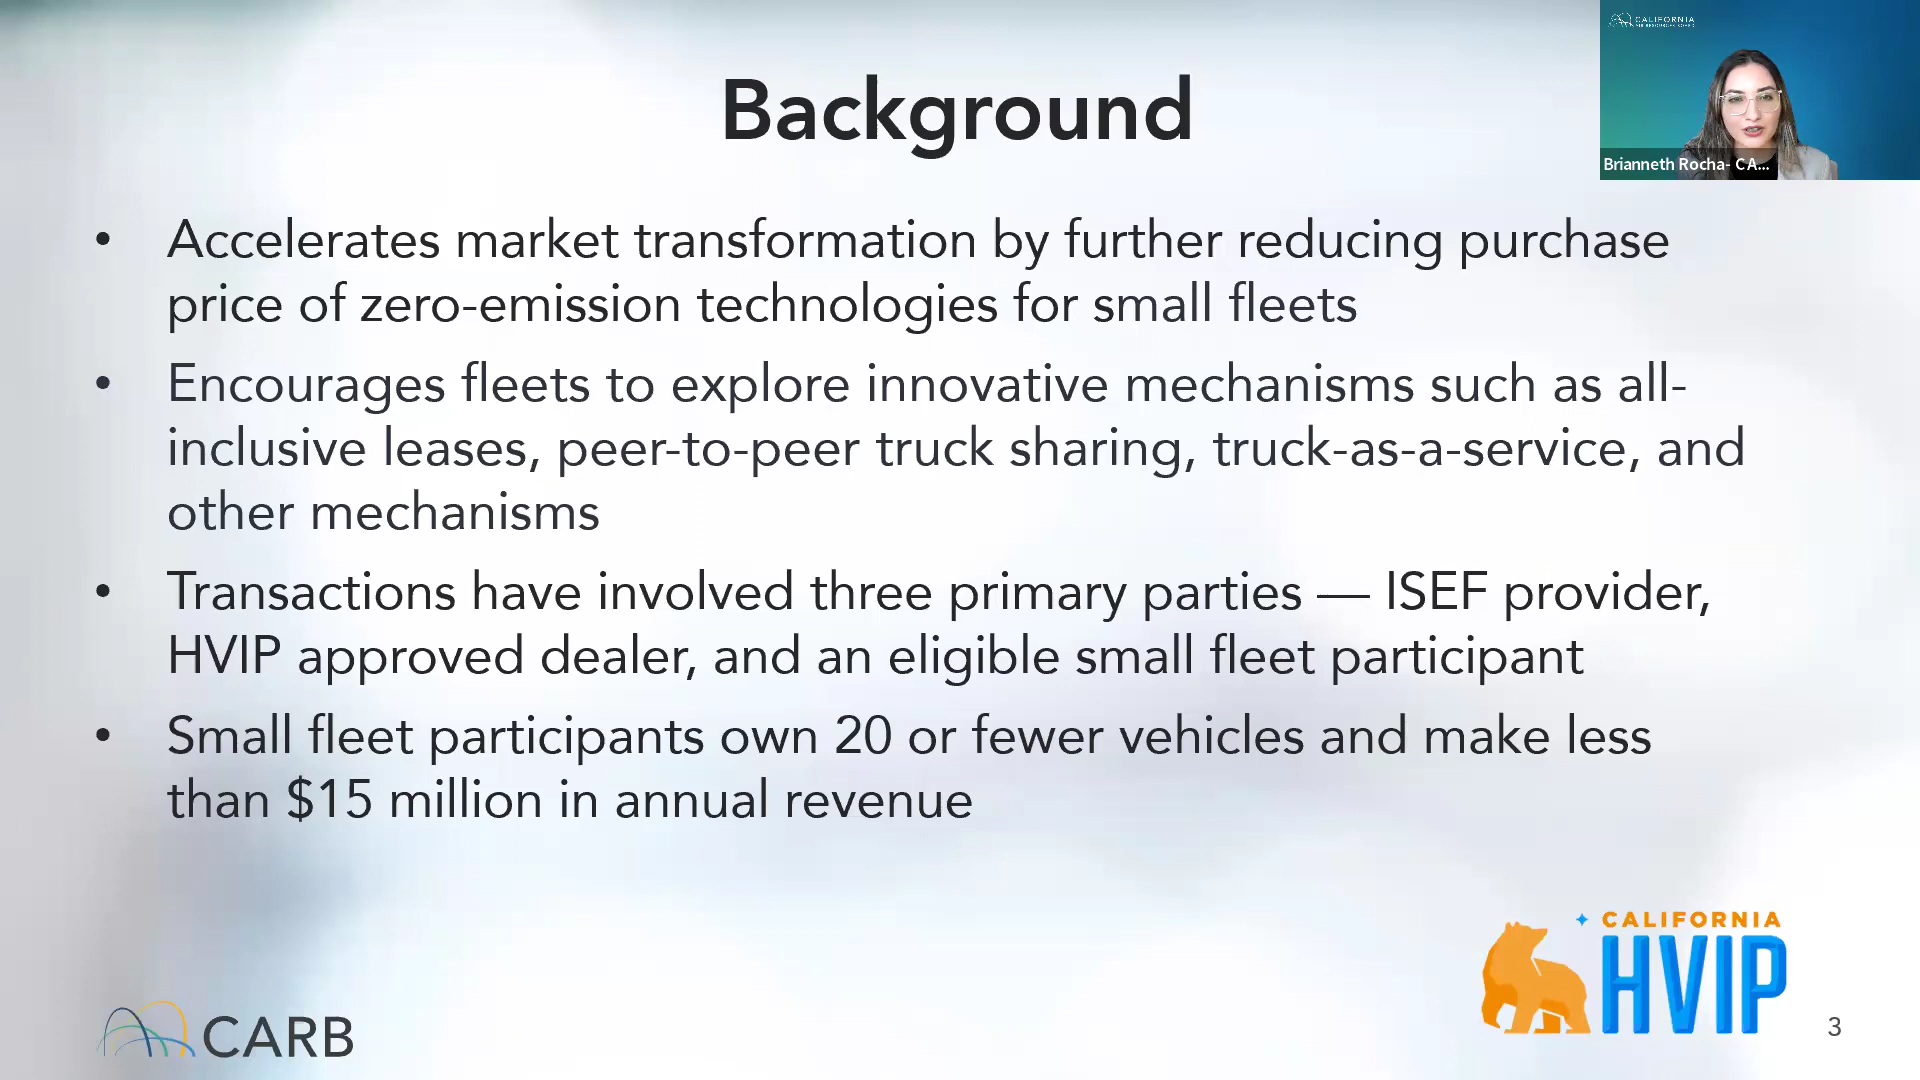 Background
CALIFORNIA
Brianneth Rocha- CA...
• Accelerates market transformation by further reducing purchase
price of zero-emission technologies for small fleets
• Encourages fleets to explore innovative mechanisms such as all-
inclusive leases, peer-to-peer truck sharing, truck-as-a-service, and
other mechanisms
• Transactions have involved three primary parties — ISEF provider,
HVIP approved dealer, and an eligible small fleet participant
• Small fleet participants own 20 or fewer vehicles and make less
than $15 million in annual revenue
CALIFORNIA
HVIP
CARB
3